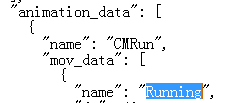 "animation_data": [
{
"name": "CMRun",
"mov_data": [
{
"name": "Running",